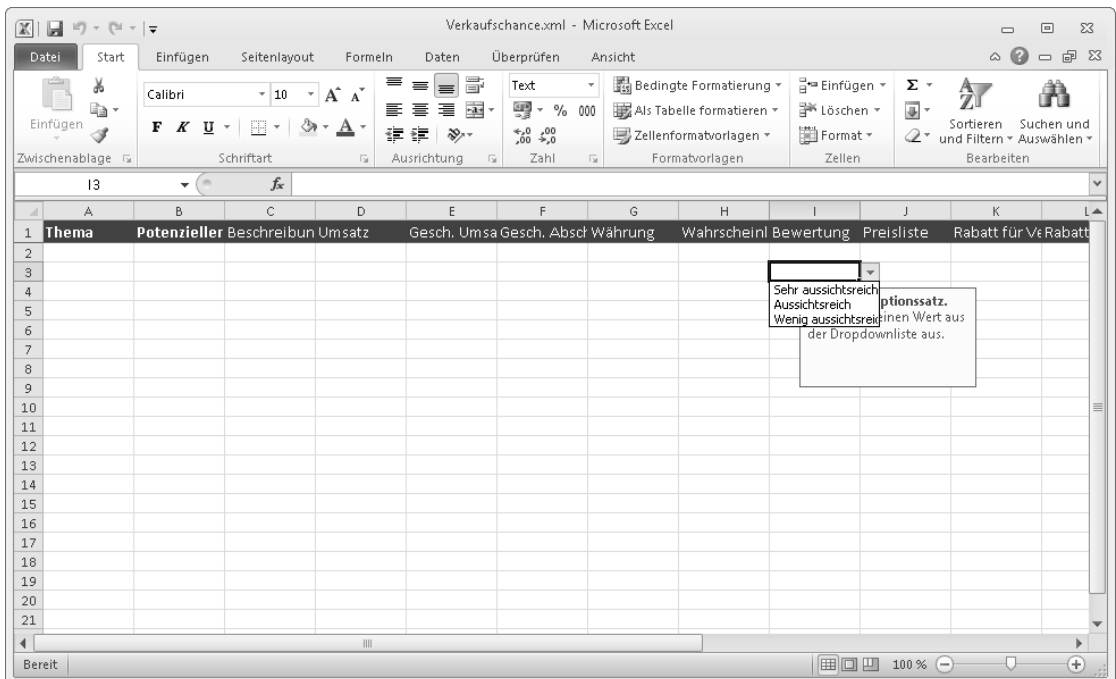 Verkaufschance.xml - Microsoft Excel
Datei Start Einfügen Seitenlayout Formeln Daten Überprüfen Ansicht
Einfügen
Zwischenablage
Calibri 10
F K U
Schriftart
Ausrichtung
Text
% 000
Zahl
Bedingte Formatierung
Als Tabelle formatieren
Zellenformatvorlagen
Formatvorlagen
Einfügen
Löschen
Format
Zellen
Σ
Sortieren und Filtern
Suchen und Auswählen
Bearbeiten
I3 fx
A B C D E F G H I J K L
1 Thema Potenzieller Beschreibun Umsatz Gesch. Umsa Gesch. Absch Währung Wahrscheinl Bewertung Preisliste Rabatt für Ve Rabatt
2
3
4
5
6
7
8
9
10
11
12
13
14
15
16
17
18
19
20
21
Sehr aussichtsreich
Aussichtsreich
Wenig aussichtsreic
ptionssatz.
einen Wert aus
der Dropdownliste aus.
Bereit 100 %